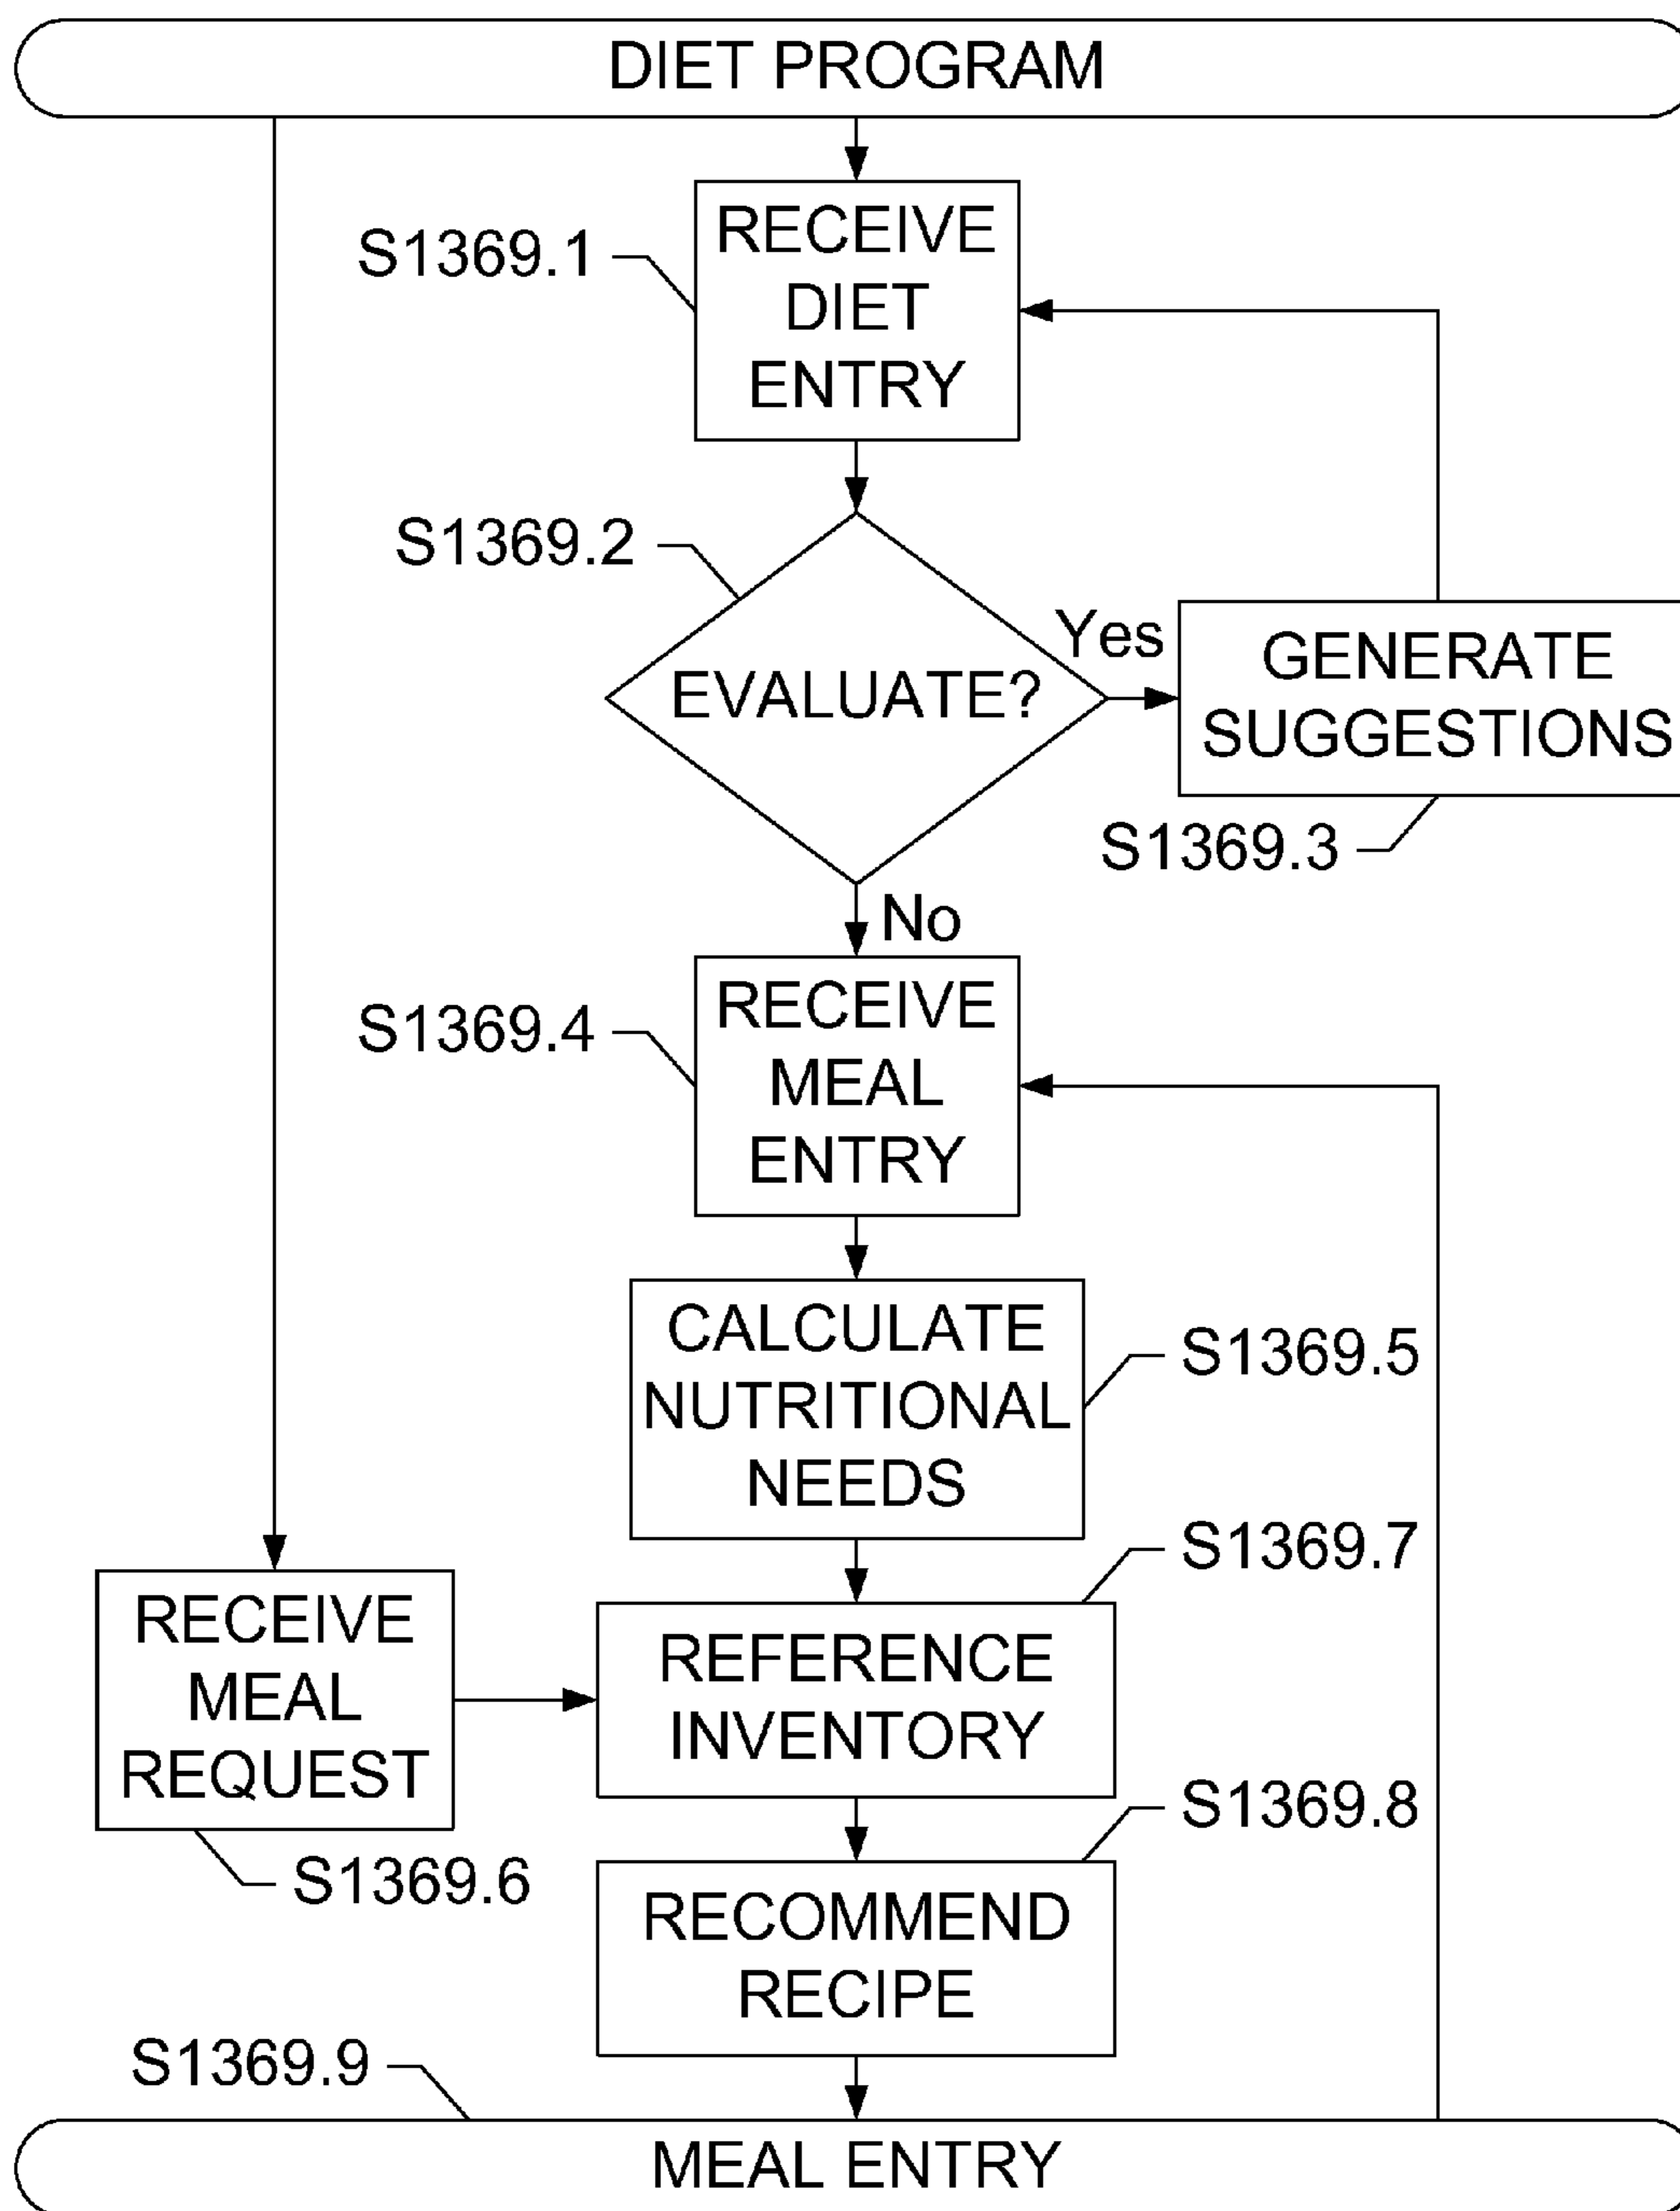 DIET PROGRAM
S1369.1
RECEIVE
DIET
ENTRY
S1369.2
EVALUATE?
Yes
GENERATE
SUGGESTIONS
S1369.3
No
S1369.4
RECEIVE
MEAL
ENTRY
CALCULATE
NUTRITIONAL
NEEDS
S1369.5
S1369.7
RECEIVE
MEAL
REQUEST
S1369.6
REFERENCE
INVENTORY
S1369.8
RECOMMEND
RECIPE
S1369.9
MEAL ENTRY